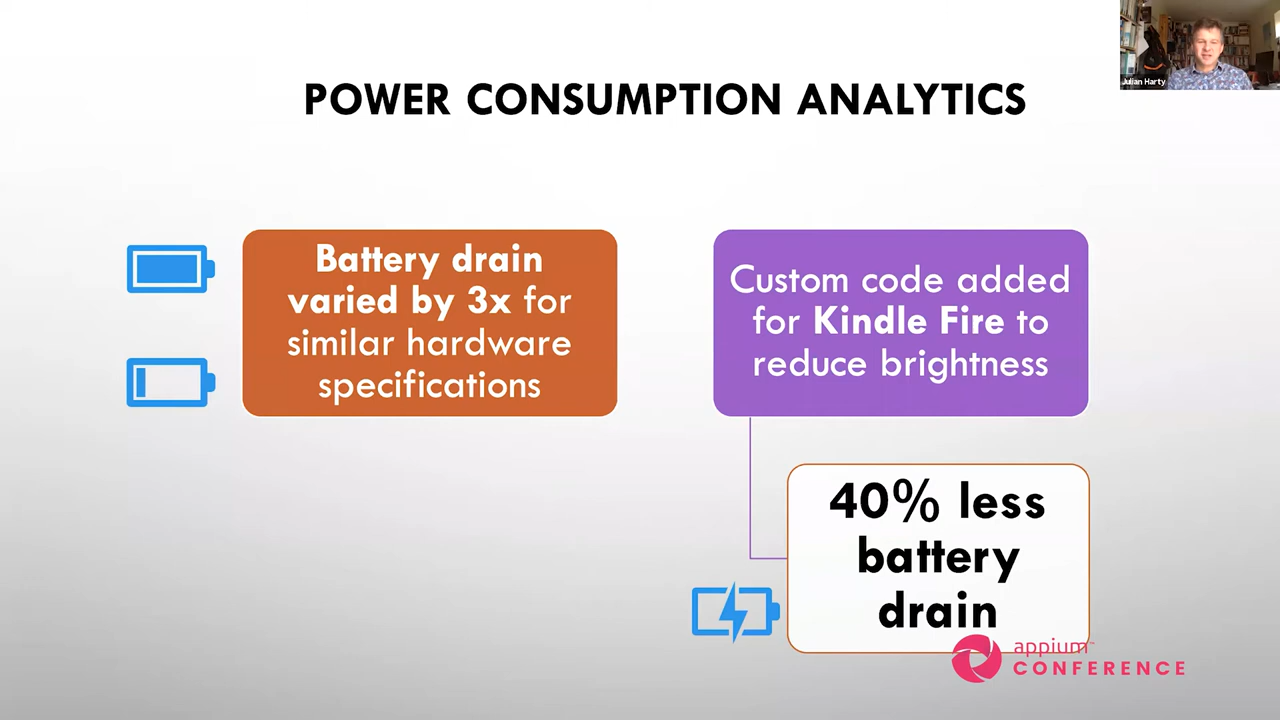 Julian Harty
POWER CONSUMPTION ANALYTICS
Battery drain
varied by 3x for
similar hardware
specifications
Custom code added
for Kindle Fire to
reduce brightness
40% less
battery
drain
appium™
CONFERENCE